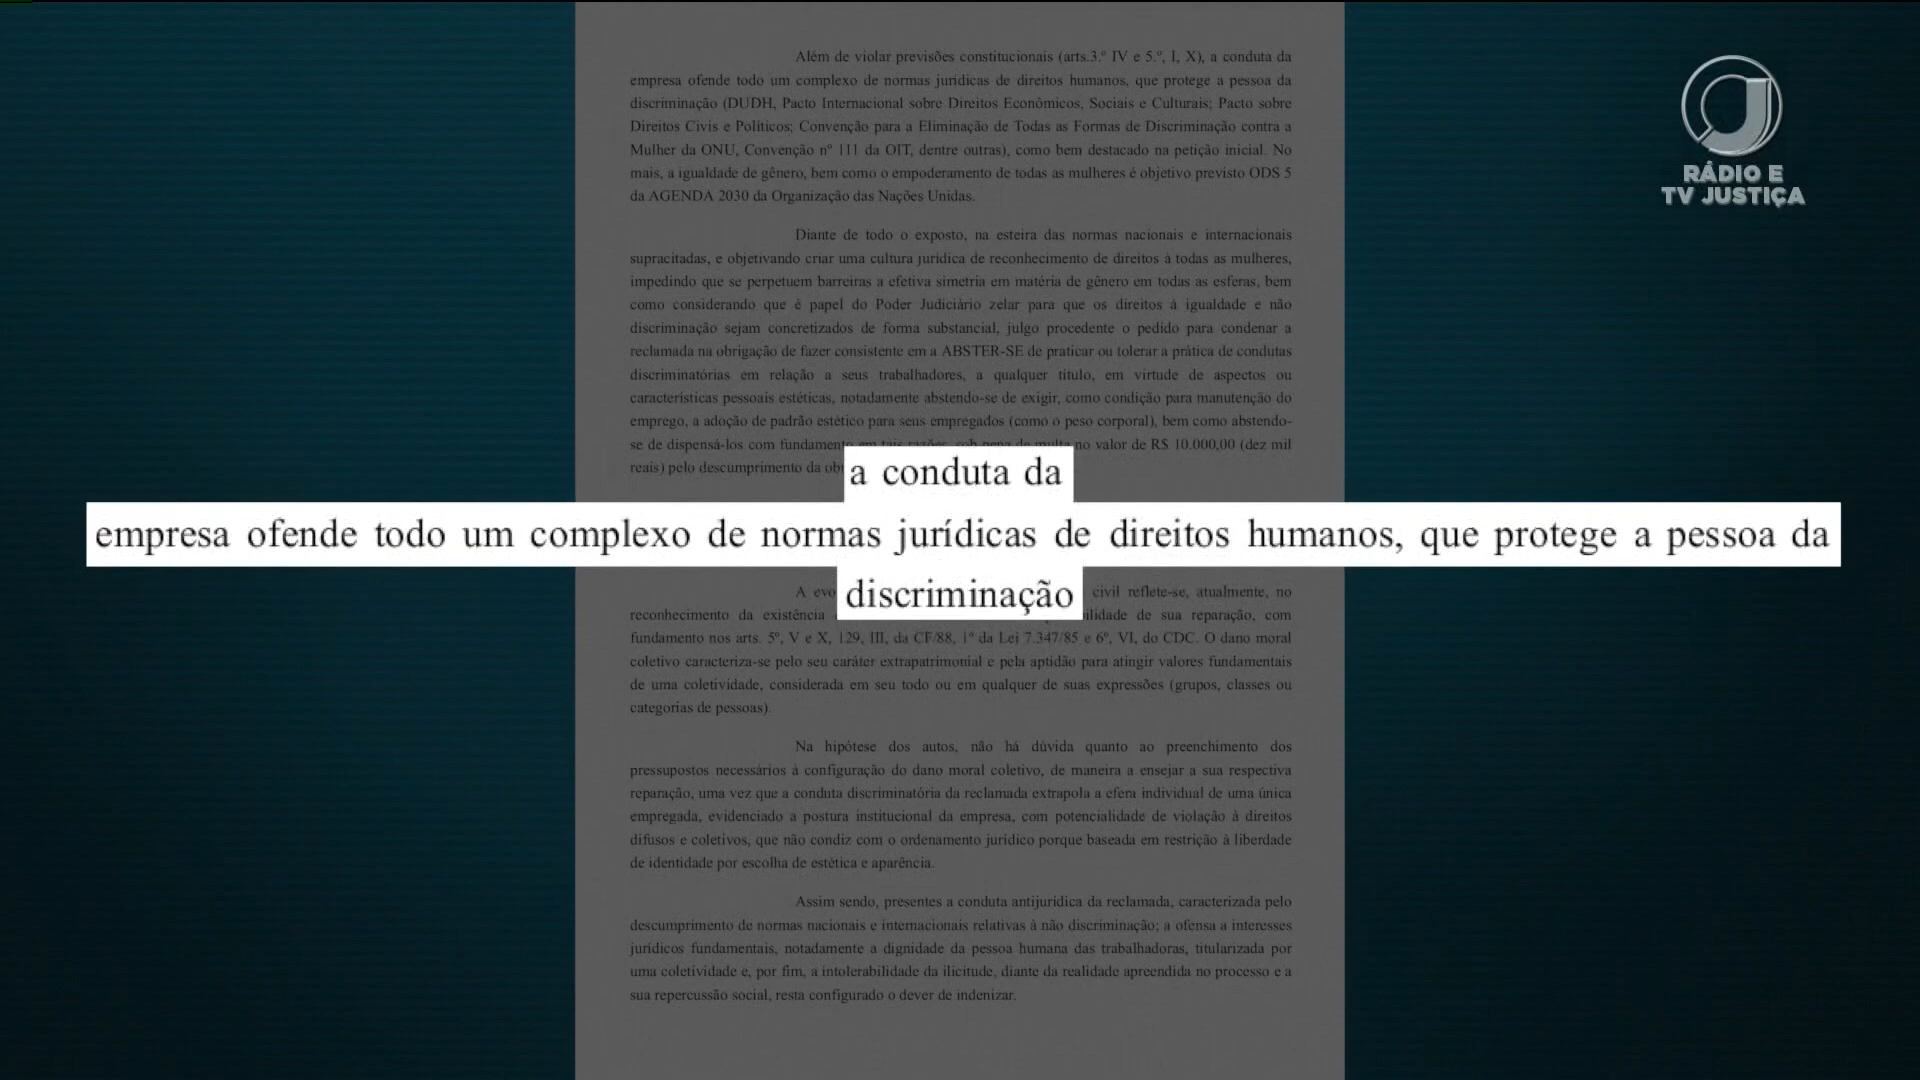 Além de violar previsões constitucionais (arts.3.º IV e 5.º, I, X), a conduta da
empresa ofende todo um complexo de normas jurídicas de direitos humanos, que protege a pessoa da
discriminação (DUDH, Pacto Internacional sobre Direitos Econômicos, Sociais e Culturais; Pacto sobre
Direitos Civis e Políticos; Convenção para a Eliminação de Todas as Formas de Discriminação contra a
Mulher da ONU, Convenção nº 111 da OIT, dentre outras), como bem destacado na petição inicial. No
mais, a igualdade de gênero, bem como o empoderamento de todas as mulheres é objetivo previsto ODS 5
da AGENDA 2030 da Organização das Nações Unidas.
RÁDIO E
TV JUSTIÇA
Diante de todo o exposto, na esteira das normas nacionais e internacionais
supracitadas, e objetivando criar uma cultura jurídica de reconhecimento de direitos à todas as mulheres,
impedindo que se perpetuem barreiras a efetiva simetria em matéria de gênero em todas as esferas, bem
como considerando que é papel do Poder Judiciário zelar para que os direitos à igualdade e não
discriminação sejam concretizados de forma substancial, julgo procedente o pedido para condenar a
reclamada na obrigação de fazer consistente em a ABSTER-SE de praticar ou tolerar a prática de condutas
discriminatórias em relação a seus trabalhadores, a qualquer título, em virtude de aspectos ou
características pessoais estéticas, notadamente abstendo-se de exigir, como condição para manutenção do
emprego, a adoção de padrão estético para seus empregados (como o peso corporal), bem como abstendo-
se de dispensá-los com fundamento em tais razões, sob pena de multa no valor de R$ 10.000,00 (dez mil
reais) pelo descumprimento da
a conduta da
empresa ofende todo um complexo de normas jurídicas de direitos humanos, que protege a pessoa da
discriminação
A civil reflete-se, atualmente, no
reconhecimento da existência de sua reparação, com
fundamento nos arts. 5º, V e X, 129, III, da CF/88, 1º da Lei 7.347/85 e 6º, VI, do CDC. O dano moral
coletivo caracteriza-se pelo seu caráter extrapatrimonial e pela aptidão para atingir valores fundamentais
de uma coletividade, considerada em seu todo ou em qualquer de suas expressões (grupos, classes ou
categorias de pessoas).
Na hipótese dos autos, não há dúvida quanto ao preenchimento dos
pressupostos necessários à configuração do dano moral coletivo, de maneira a ensejar a sua respectiva
reparação, uma vez que a conduta discriminatória da reclamada extrapola a efera individual de uma única
empregada, evidenciado a postura institucional da empresa, com potencialidade de violação à direitos
difusos e coletivos, que não condiz com o ordenamento jurídico porque baseada em restrição à liberdade
de identidade por escolha de estética e aparência.
Assim sendo, presentes a conduta antijurídica da reclamada, caracterizada pelo
descumprimento de normas nacionais e internacionais relativas à não discriminação; a ofensa a interesses
jurídicos fundamentais, notadamente a dignidade da pessoa humana das trabalhadoras, titularizada por
uma coletividade e, por fim, a intolerabilidade da ilicitude, diante da realidade apreendida no processo e a
sua repercussão social, resta configurado o dever de indenizar.